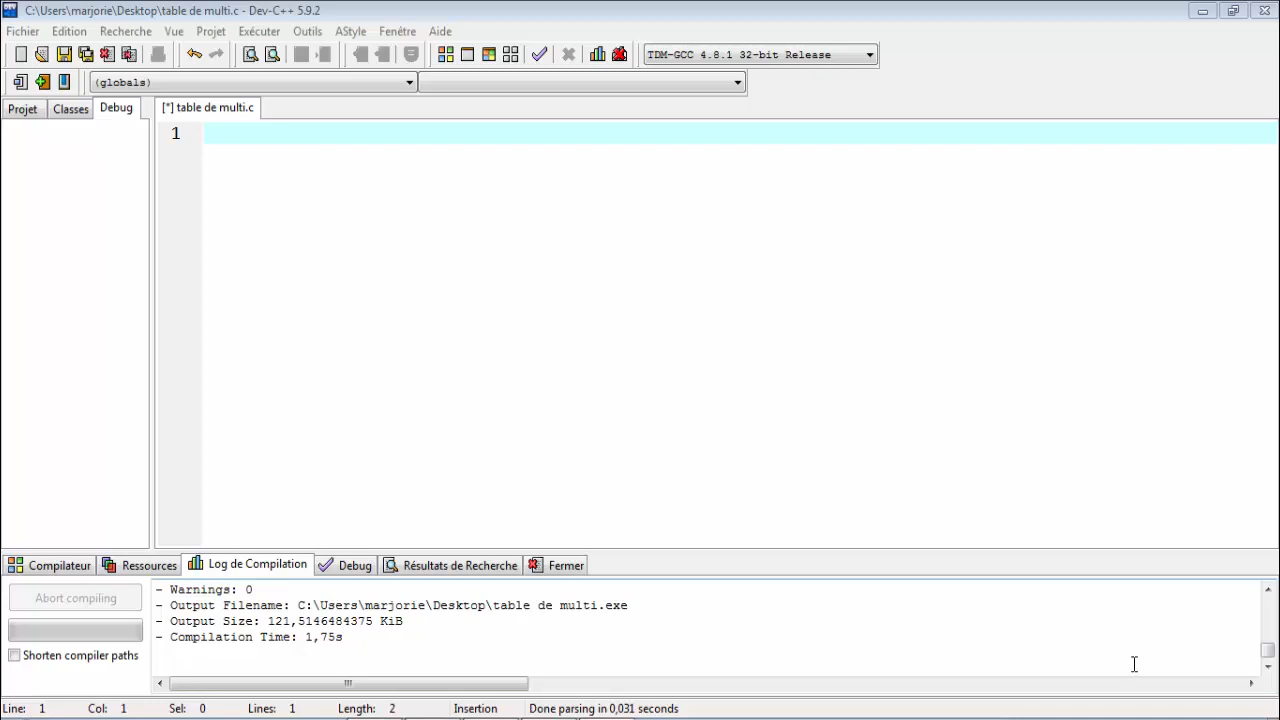 C:\Users\marjorie\Desktop\table de multi.c - Dev-C++ 5.9.2
Fichier Edition Recherche Vue Projet Exécuter Outils AStyle Fenêtre Aide
TDM-GCC 4.8.1 32-bit Release
(globals)
Projet Classes Debug [*] table de multi.c
1
Compilateur Ressources Log de Compilation Debug Résultats de Recherche Fermer
Abort compiling
Shorten compiler paths
- Warnings: 0
- Output Filename: C:\Users\marjorie\Desktop\table de multi.exe
- Output Size: 121,5146484375 KiB
- Compilation Time: 1,75s
Line: 1 Col: 1 Sel: 0 Lines: 1 Length: 2 Insertion Done parsing in 0,031 seconds